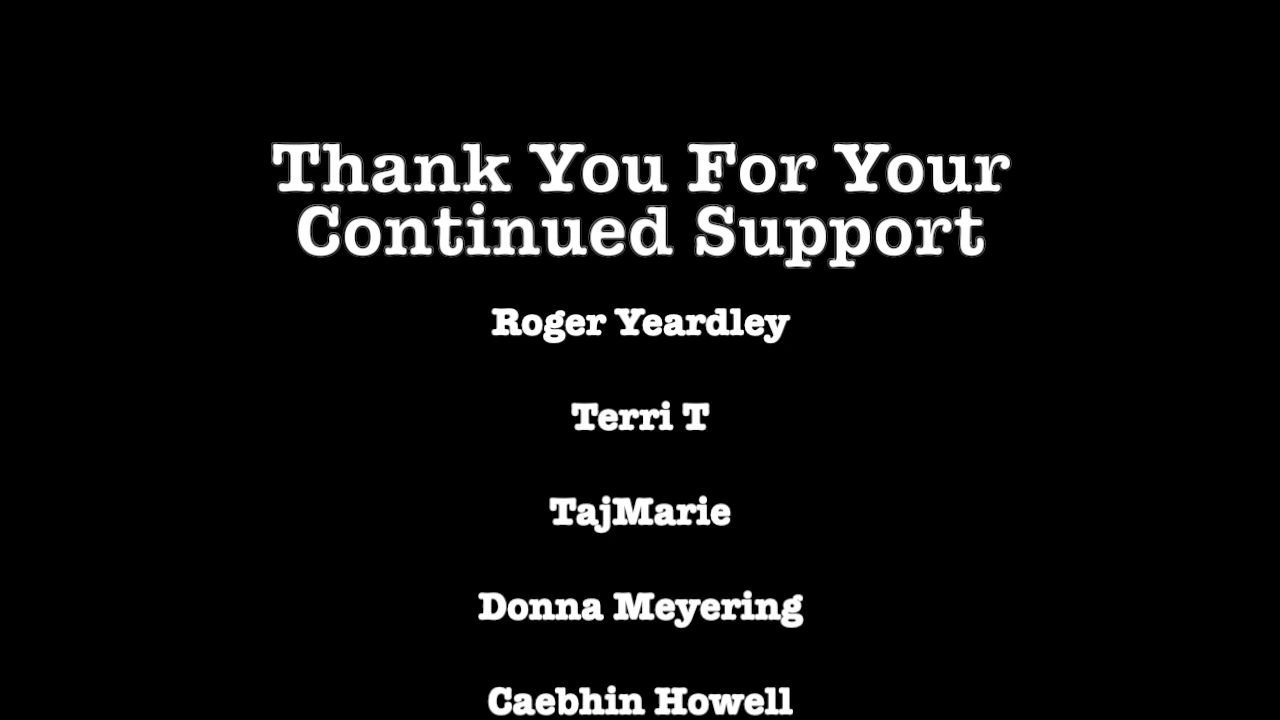 Thank You For Your
Continued Support
Roger Yeardley
Terri T
TajMarie
Donna Meyering
Caebhin Howell